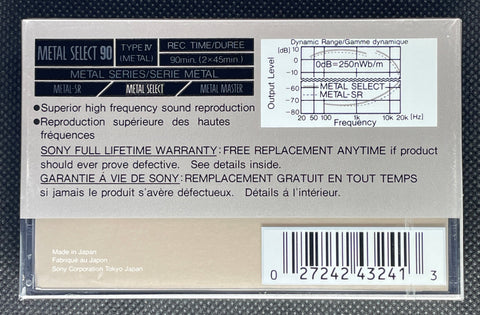 METAL SELECT 90
TYPE IV (METAL)
REC TIME/DUREE
90min. (2×45min.)
METAL SERIES/SERIE METAL
METAL-SR METAL SELECT METAL MASTER
●Superior high frequency sound reproduction
●Reproduction supérieure des hautes
fréquences
Dynamic Range/Gamme dynamique
[dB]
Output Level
10
0
-10
0dB=250nWb/m
-60
-70
-80
METAL SELECT
METAL-SR
20 50 100 1k 10k 20k [Hz]
Frequency
SONY FULL LIFETIME WARRANTY: FREE REPLACEMENT ANYTIME if product
should ever prove defective. See details inside.
GARANTIE À VIE DE SONY: REMPLACEMENT GRATUIT EN TOUT TEMPS
si jamais le produit s'avère défectueux. Détails á l'intérieur.
Made in Japan
Fabriqué au Japon
Sony Corporation Tokyo Japan
0 27242 43241 3